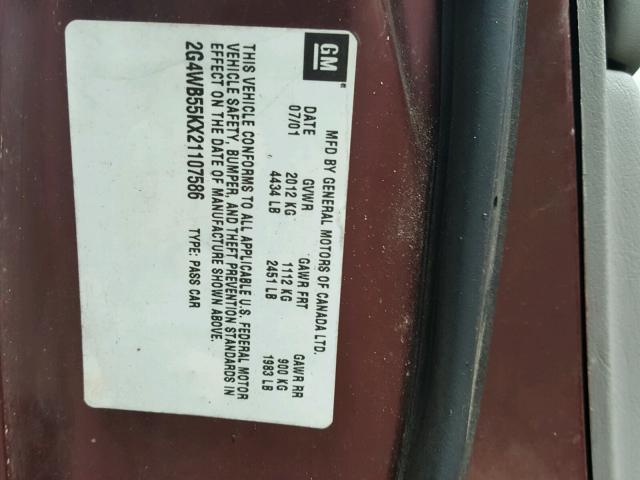 GM
MFD BY GENERAL MOTORS OF CANADA LTD.
DATE GVWR GAWR FRT GAWR RR
07/01 2012 KG 1112 KG 900 KG
4434 LB 2451 LB 1983 LB
THIS VEHICLE CONFORMS TO ALL APPLICABLE U.S. FEDERAL MOTOR
VEHICLE SAFETY, BUMPER, AND THEFT PREVENTION STANDARDS IN
EFFECT ON THE DATE OF MANUFACTURE SHOWN ABOVE.
2G4WB55KX21107586 TYPE: PASS CAR